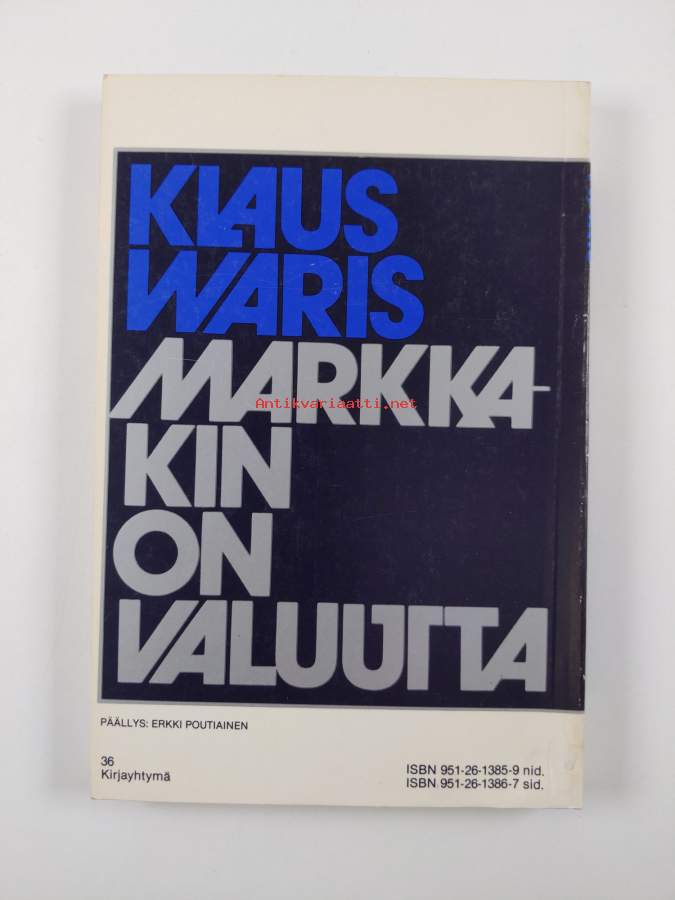 KLAUS
WARIS
MARKKA-
Antikvariaatti.net
KIN
ON
VALUUTTA
PÄÄLLYS: ERKKI POUTIAINEN
36
Kirjayhtymä
ISBN 951-26-1385-9 nid.
ISBN 951-26-1386-7 sid.